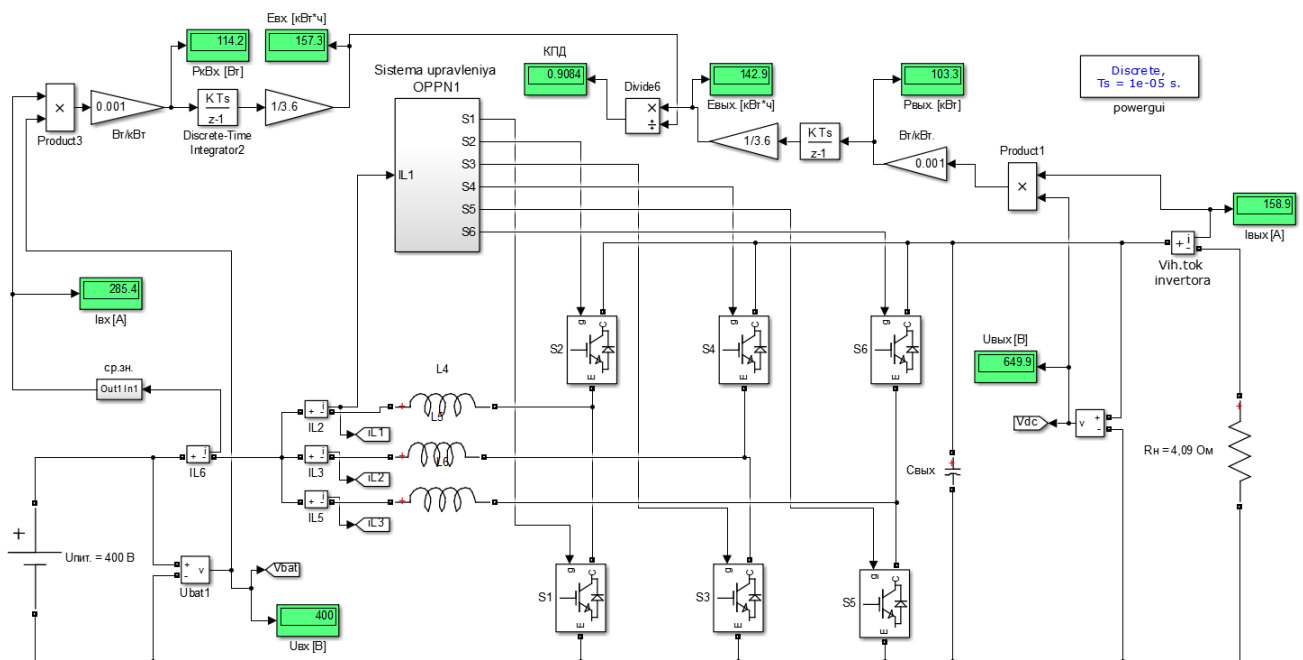 Eвх. [кВт*ч]
114.2
157.3
PкВх. [Вт]
КПД
0.9084
Sistema upravleniya
OPPN1
142.9
Eвых. [кВт*ч]
103.3
Pвых. [кВт]
Discrete,
Ts = 1e-05 s.
powergui
×
Product3
0.001
Вт/кВт
K Ts
z-1
Discrete-Time
Integrator2
1/3.6
Divide6
×
÷
1/3.6
K Ts
z-1
Вт/кВт.
0.001
Product1
×
IL1
S1
S2
S3
S4
S5
S6
158.9
Iвых [А]
+ i
-
Vih.tok
invertora
285.4
Iвх [А]
ср.зн.
Out1 In1
S2
g
C
E
S4
g
C
E
S6
g
C
E
Uвых [В]
649.9
Vdc
v
+
-
Rн = 4,09 Ом
L4
L5
L6
+ i
-
IL2
iL1
+ i
-
IL3
iL2
+ i
-
IL5
iL3
+ i
-
IL6
+
+
+
Cвых
+
+
+
Uпит. = 400 В
+
-
v
Ubat1
Vbat
400
Uвх [В]
S1
g
C
E
S3
g
C
E
S5
g
C
E